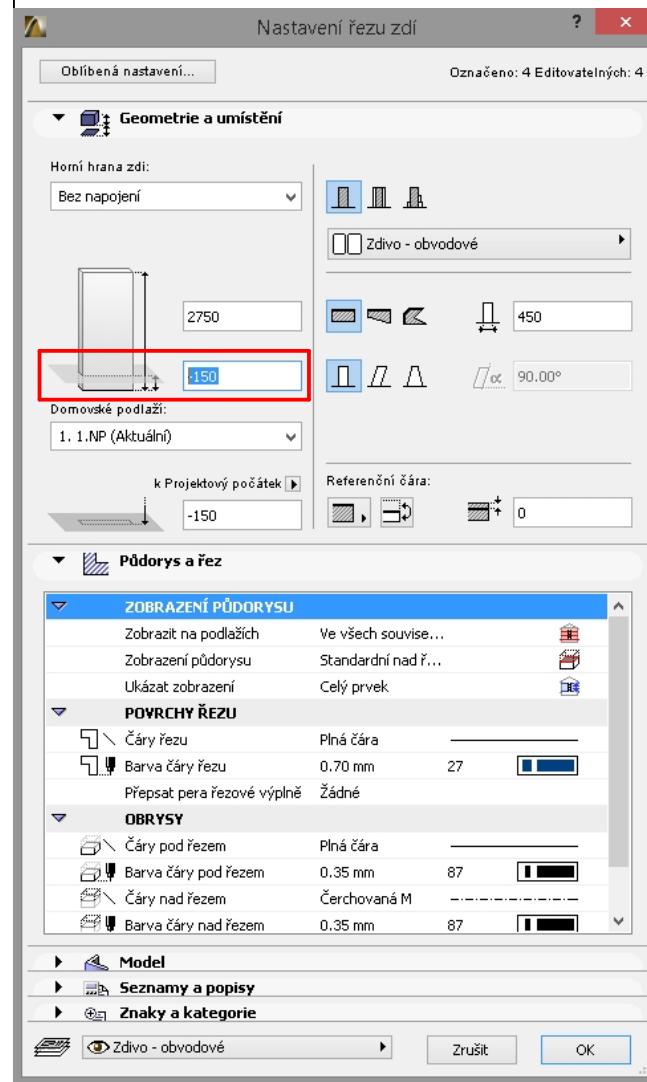 Nastavení řezu zdí
?
×
Oblíbená nastavení...
Označeno: 4 Editovatelných: 4
Geometrie a umístění
Horní hrana zdi:
Bez napojení
Zdivo - obvodové
2750
450
-150
α 90.00°
Domovské podlaží:
1. 1.NP (Aktuální)
k Projektový počátek
Referenční čára:
-150
0
Půdorys a řez
ZOBRAZENÍ PŮDORYSU
Zobrazit na podlažích Ve všech souvise...
Zobrazení půdorysu Standardní nad ř...
Ukázat zobrazení Celý prvek
POVRCHY ŘEZU
Čáry řezu Plná čára
Barva čáry řezu 0.70 mm 27
Přepsat pera řezové výplně Žádné
OBRYSY
Čáry pod řezem Plná čára
Barva čáry pod řezem 0.35 mm 87
Čáry nad řezem Čerchovaná M
Barva čáry nad řezem 0.35 mm 87
Model
Seznamy a popisy
Znaky a kategorie
Zdivo - obvodové
Zrušit
OK